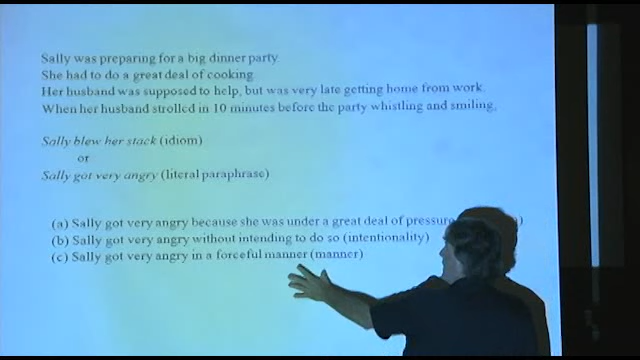 Sally was preparing for a big dinner party.
She had to do a great deal of cooking
Her husband was supposed to help, but was very late getting home from work.
When her husband strolled in 10 minutes before the party whistling and smiling,
Sally blew her stack (idiom)
or
Sally got very angry (literal paraphrase)
(a) Sally got very angry because she was under a great deal of pressure
(b) Sally got very angry without intending to do so (intentionality)
(c) Sally got very angry in a forceful manner (manner)